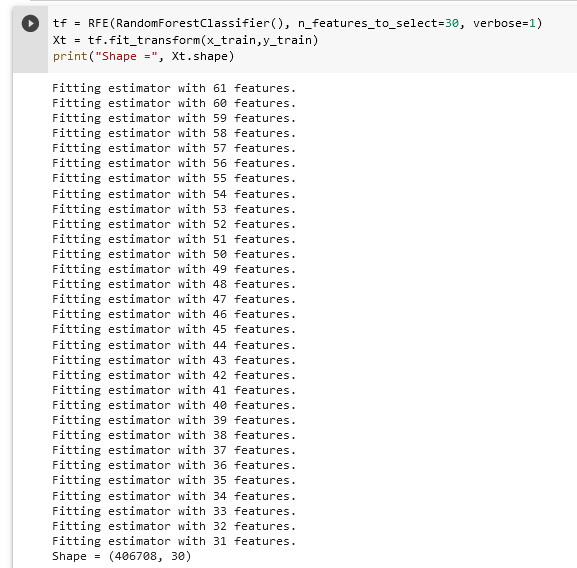 tf = RFE(RandomForestClassifier(), n_features_to_select=30, verbose=1)
Xt = tf.fit_transform(x_train,y_train)
print("Shape =", Xt.shape)
Fitting estimator with 61 features.
Fitting estimator with 60 features.
Fitting estimator with 59 features.
Fitting estimator with 58 features.
Fitting estimator with 57 features.
Fitting estimator with 56 features.
Fitting estimator with 55 features.
Fitting estimator with 54 features.
Fitting estimator with 53 features.
Fitting estimator with 52 features.
Fitting estimator with 51 features.
Fitting estimator with 50 features.
Fitting estimator with 49 features.
Fitting estimator with 48 features.
Fitting estimator with 47 features.
Fitting estimator with 46 features.
Fitting estimator with 45 features.
Fitting estimator with 44 features.
Fitting estimator with 43 features.
Fitting estimator with 42 features.
Fitting estimator with 41 features.
Fitting estimator with 40 features.
Fitting estimator with 39 features.
Fitting estimator with 38 features.
Fitting estimator with 37 features.
Fitting estimator with 36 features.
Fitting estimator with 35 features.
Fitting estimator with 34 features.
Fitting estimator with 33 features.
Fitting estimator with 32 features.
Fitting estimator with 31 features.
Shape = (406708, 30)